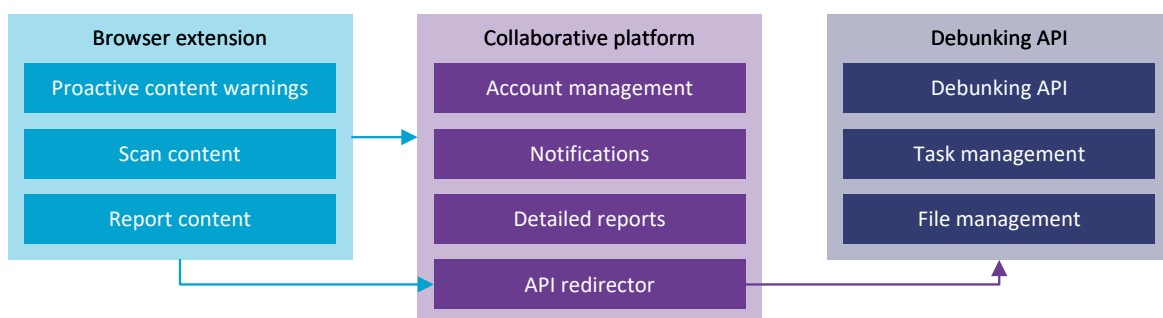 Browser extension
Proactive content warnings
Scan content
Report content
Collaborative platform
Account management
Notifications
Detailed reports
API redirector
Debunking API
Debunking API
Task management
File management